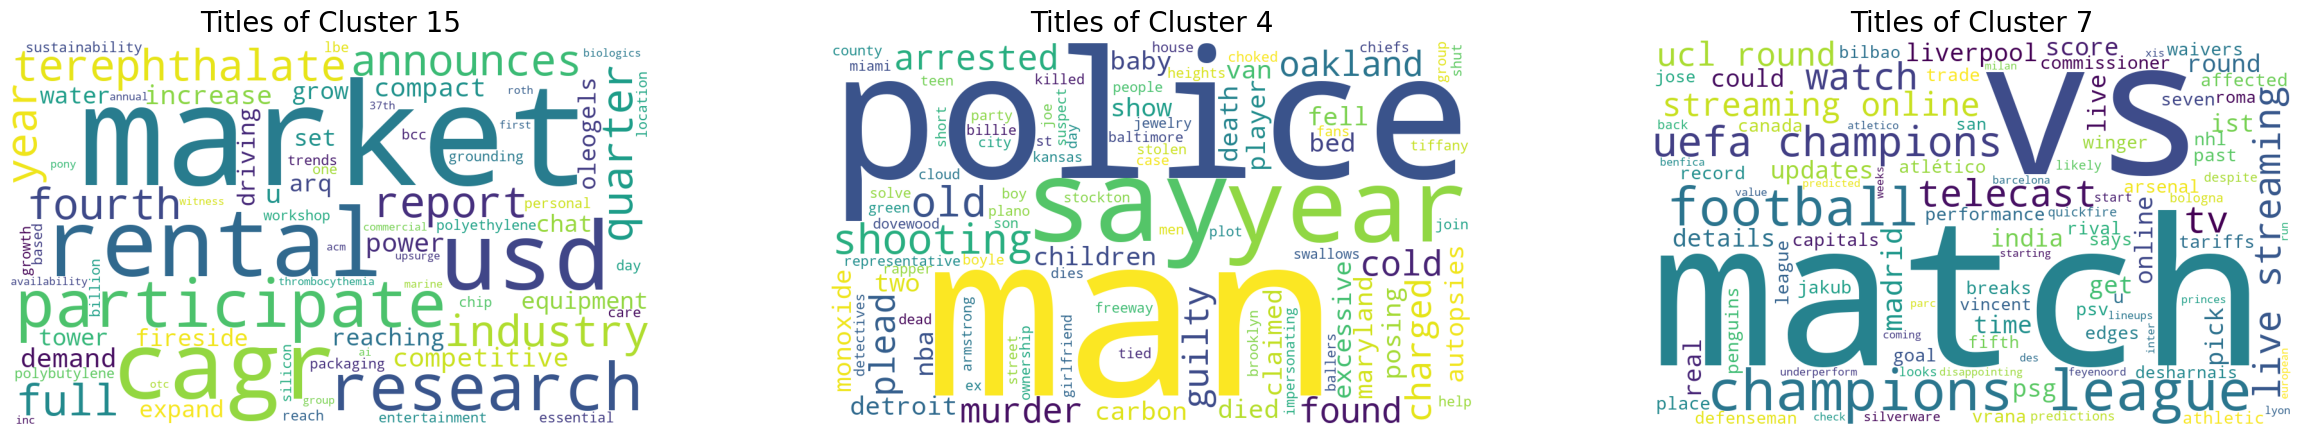 Titles of Cluster 15
sustainability lbe biologics
terephthalate announces
year water increase grow compact quarter oleogels location
annual 37th roth
market
driving set bcc first
pony trends grounding
one
u arq
fourth witness report personal
workshop polyethylene chat
rental commercial
growth based acm power upsurge usd day
availability billion thrombocythemia marine
participate chip equipment
care
tower fireside reaching industry
demand silicon ai competitive
packaging
polybutylene cagr
otc research
full expand group
reach entertainment essential
inc
Titles of Cluster 4
county house chiefs group shut
miami arrested baby choked oakland
teen killed heights van
police
short party people show death player
billie joe suspect day jewelry fell
city baltimore fans
st stolen bed
kansas case tiffany
cloud
solve old boy say year
green plano stockton
dovewood son men plot join
shooting children
representative boyle dies swallows cold
rapper
two man
monoxide detectives plead armstrong freeway excessive maryland posing charged autopsies
dead nba guilty claimed
street ownership girlfriend tied brooklyn impersonating ballers
ex
detroit murder carbon died found help
Titles of Cluster 7
ucl round bilbao liverpool score xis waivers
commissioner round
jose could watch milan trade affected
live vs
streaming online seven roma
back canada atlético san ist
uefa champions winger nhl
benfica updates atlético likely past
record weeks barcelona despite
value predicted telecast arsenal
start bologna
football performance quickfire online tv live streaming
details capitals india rival says tariffs
league madrid starting
match
jakub breaks get
penguins vincent psv u princes
parc time lineups
coming edges pick
real fifth inter
goal
underperform looks des disappointing feyenoord desharnais
champions league
place psg
defenseman check silverware vrana predictions athletic lyon european run